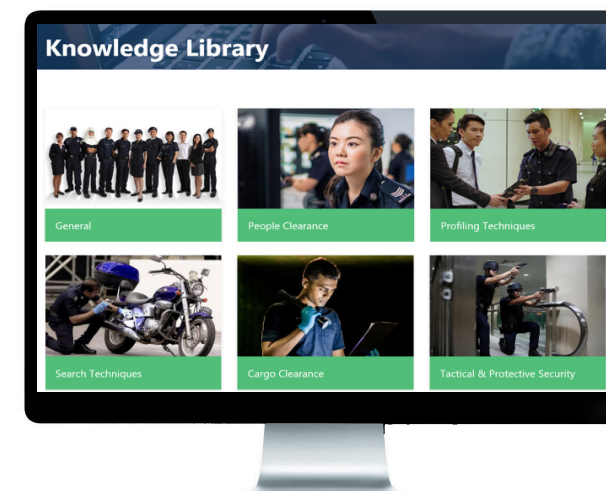 Knowledge Library
General
People Clearance
Profiling Techniques
Search Techniques
Cargo Clearance
Tactical & Protective Security